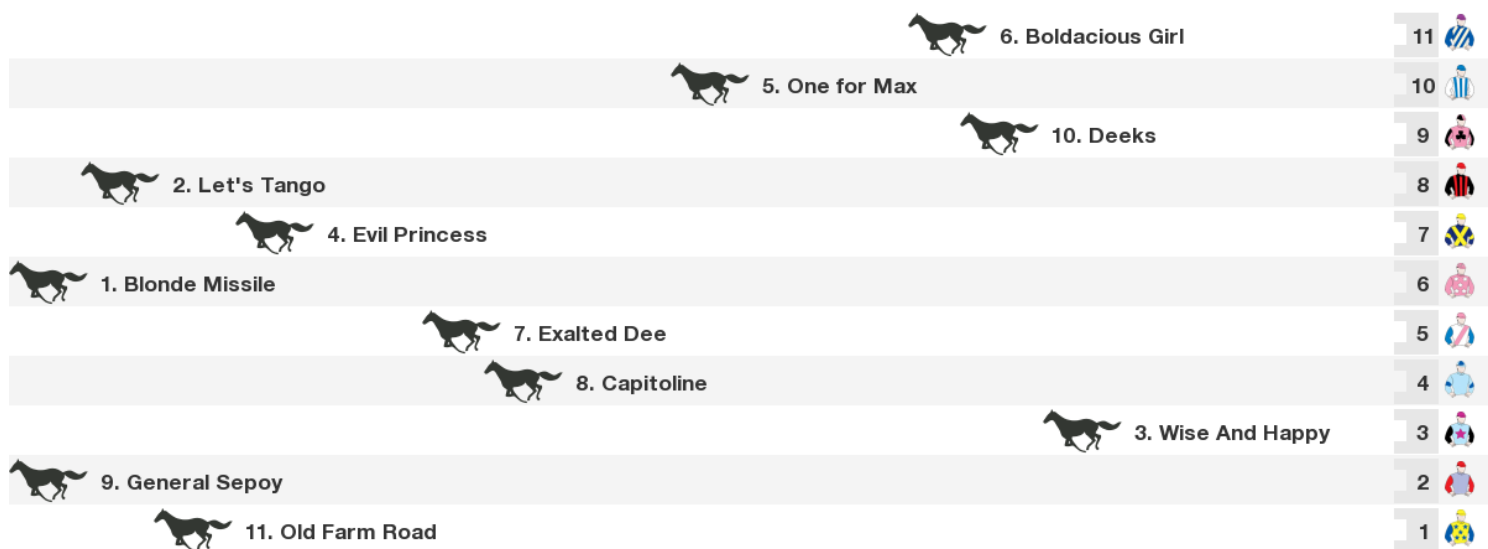 6. Boldacious Girl 11
5. One for Max 10
10. Deeks 9
2. Let's Tango 8
4. Evil Princess 7
1. Blonde Missile 6
7. Exalted Dee 5
8. Capitoline 4
3. Wise And Happy 3
9. General Sepoy 2
11. Old Farm Road 1